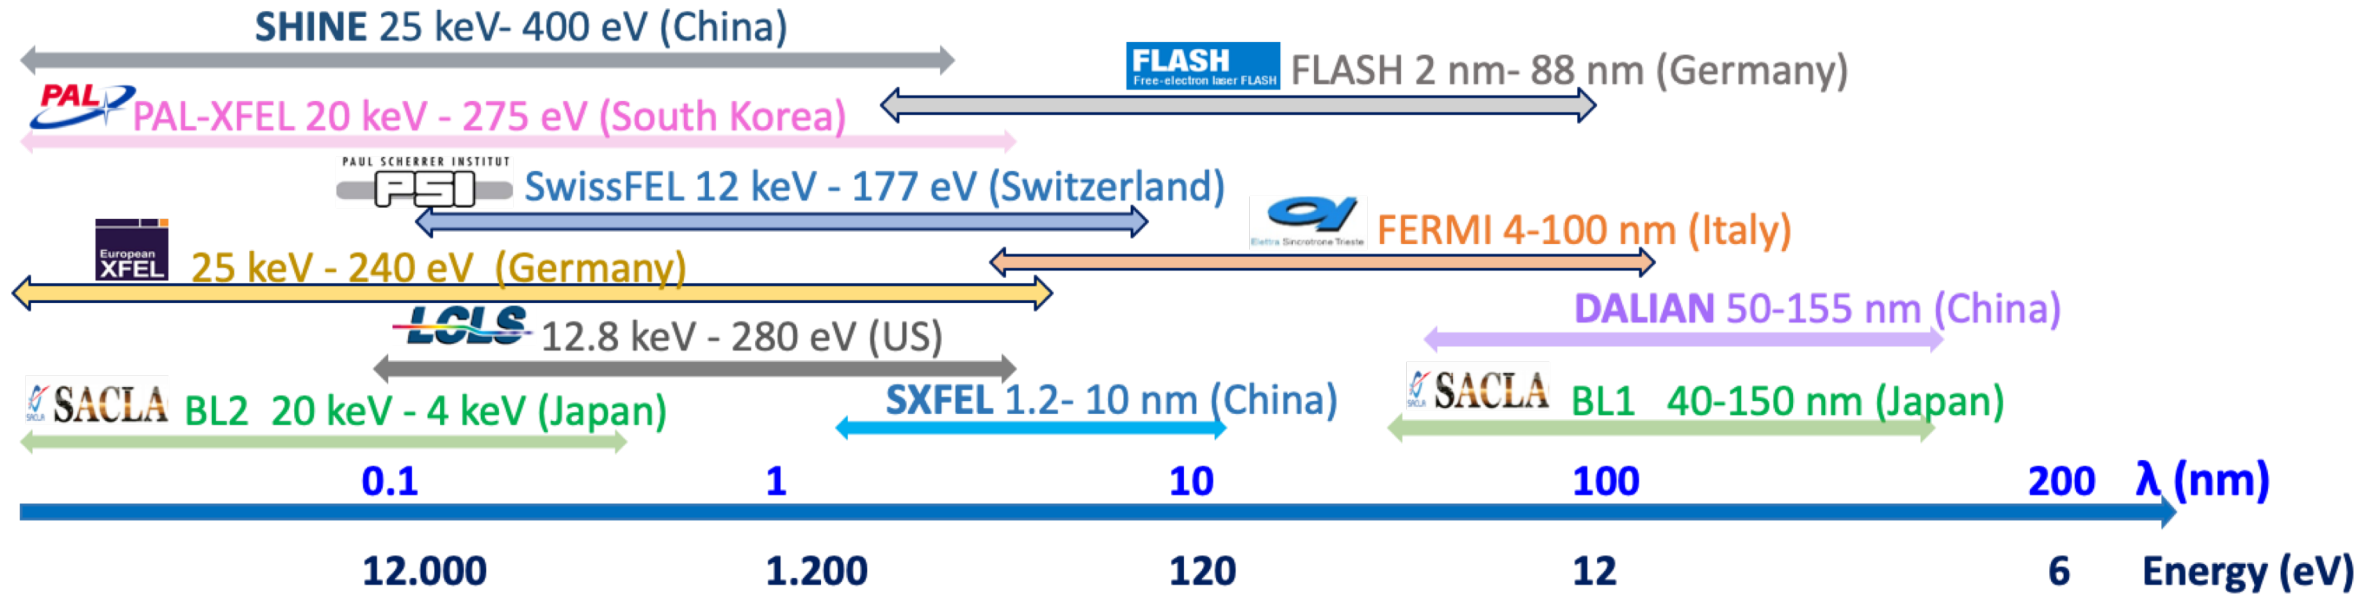 SHINE 25 keV- 400 eV (China)
FLASH
Free-electron laser FLASH
FLASH 2 nm- 88 nm (Germany)
PAL
PAL-XFEL 20 keV - 275 eV (South Korea)
PAUL SCHERRER INSTITUT
PSI
SwissFEL 12 keV - 177 eV (Switzerland)
Elettra Sincrotrone Trieste
FERMI 4-100 nm (Italy)
European
XFEL
25 keV - 240 eV (Germany)
DALIAN 50-155 nm (China)
LCLS 12.8 keV - 280 eV (US)
SACLA
SACLA BL2 20 keV - 4 keV (Japan)
SXFEL 1.2- 10 nm (China)
SACLA
SACLA BL1 40-150 nm (Japan)
0.1 1 10 100 200 λ (nm)
12.000 1.200 120 12 6 Energy (eV)